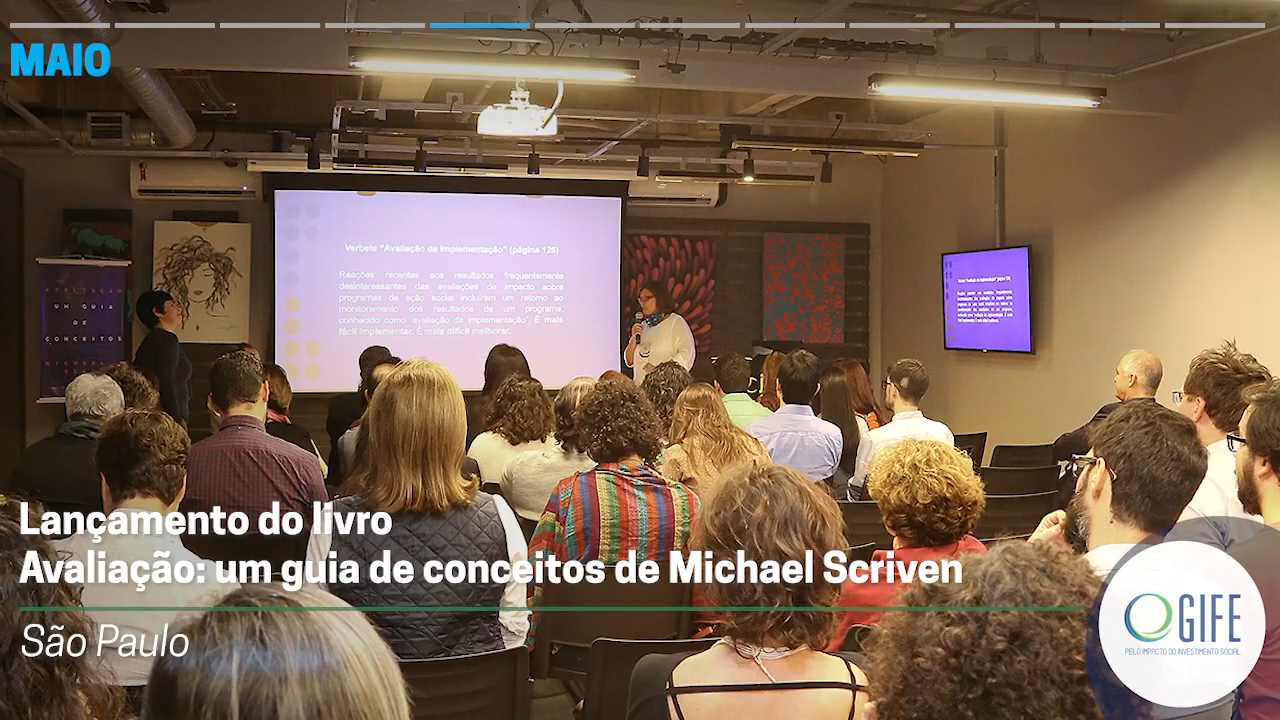 MAIO
Verbete "Avaliação da Implementação" (página 126)
Reações recentes aos resultados frequentemente
desinteressantes das avaliações de impacto sobre
programas de ação social incluíram um retorno ao
monitoramento dos resultados de um programa,
conhecido como avaliação da implementação'. É mais
fácil implementar. É mais difícil melhorar.
UM GUIA
DE
CONCEITOS
Lançamento do livro
Avaliação: um guia de conceitos de Michael Scriven
São Paulo
GIFE
PELO IMPACTO DO INVESTIMENTO SOCIAL